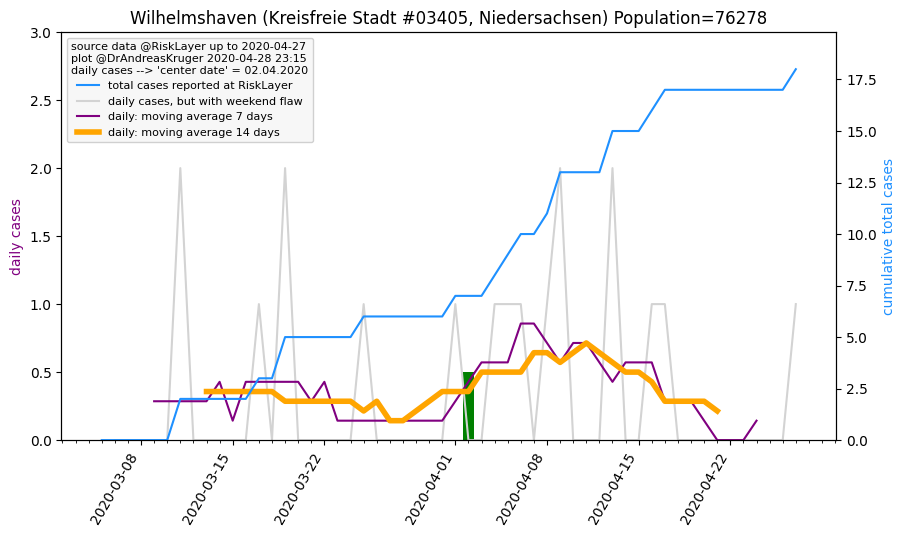 Wilhelmshaven (Kreisfreie Stadt #03405, Niedersachsen) Population=76278
source data @RiskLayer up to 2020-04-27
plot @DrAndreasKruger 2020-04-28 23:15
daily cases --> 'center date' = 02.04.2020
total cases reported at RiskLayer
daily cases, but with weekend flaw
daily: moving average 7 days
daily: moving average 14 days
3.0
2.5
2.0
1.5
1.0
0.5
0.0
daily cases
17.5
15.0
12.5
10.0
7.5
5.0
2.5
0.0
cumulative total cases
2020-03-08
2020-03-15
2020-03-22
2020-04-01
2020-04-08
2020-04-15
2020-04-22